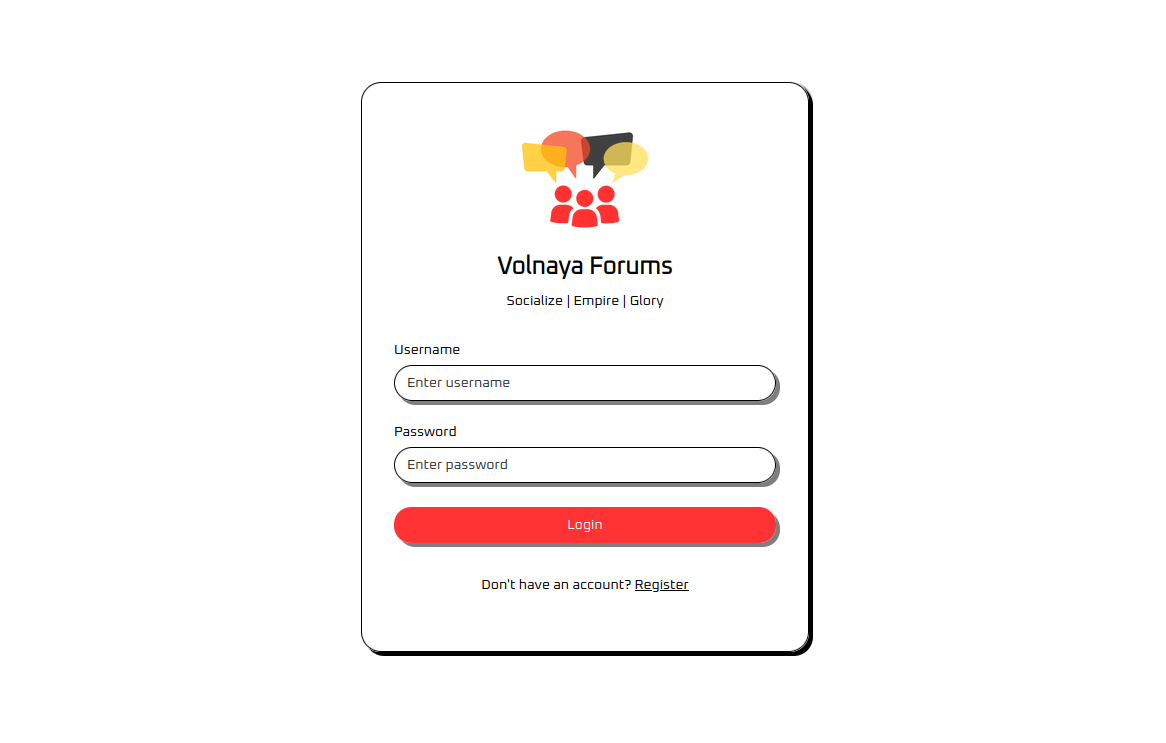 Volnaya Forums
Socialize | Empire | Glory
Username
Enter username
Password
Enter password
Login
Don't have an account? Register